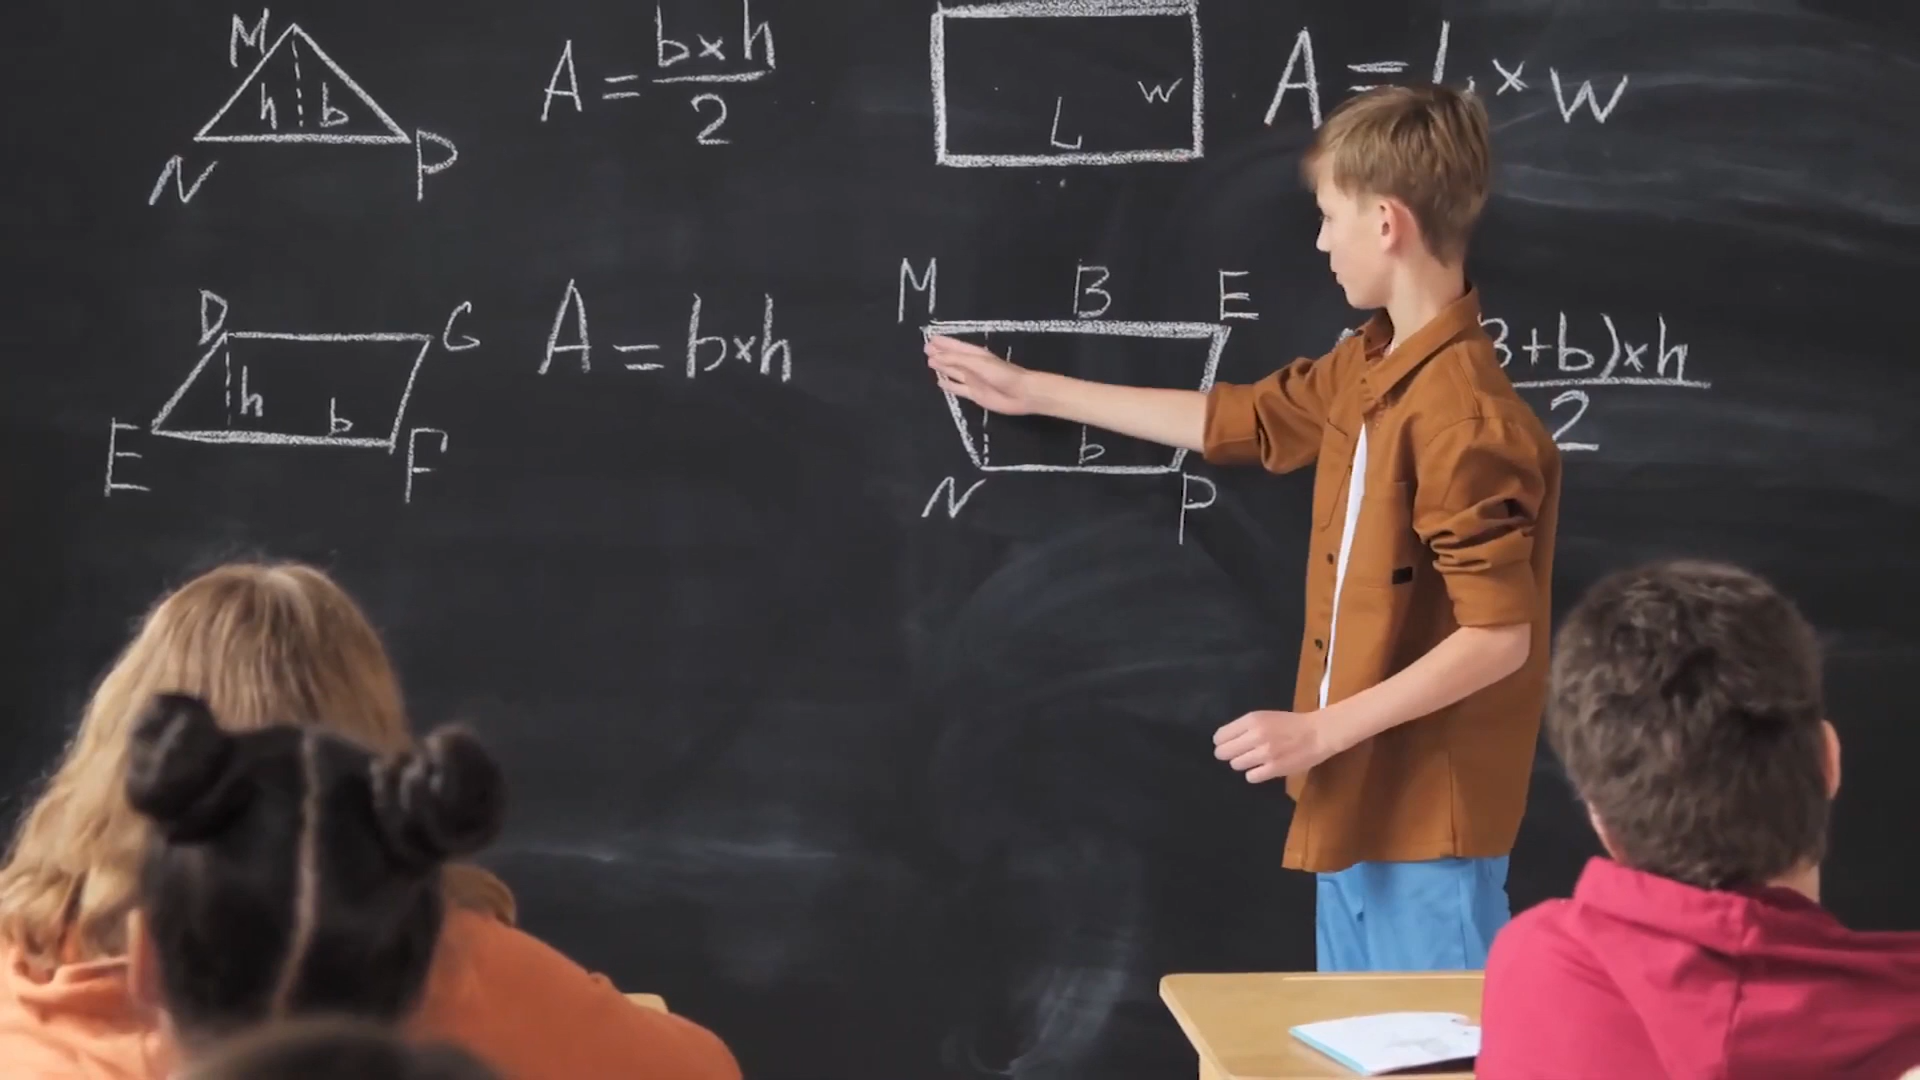 M
h b
N P
A = b×h
2
L w
A = L × w
D G
h b
E F
A = b×h
M B E
b
N P
+b)×h
2